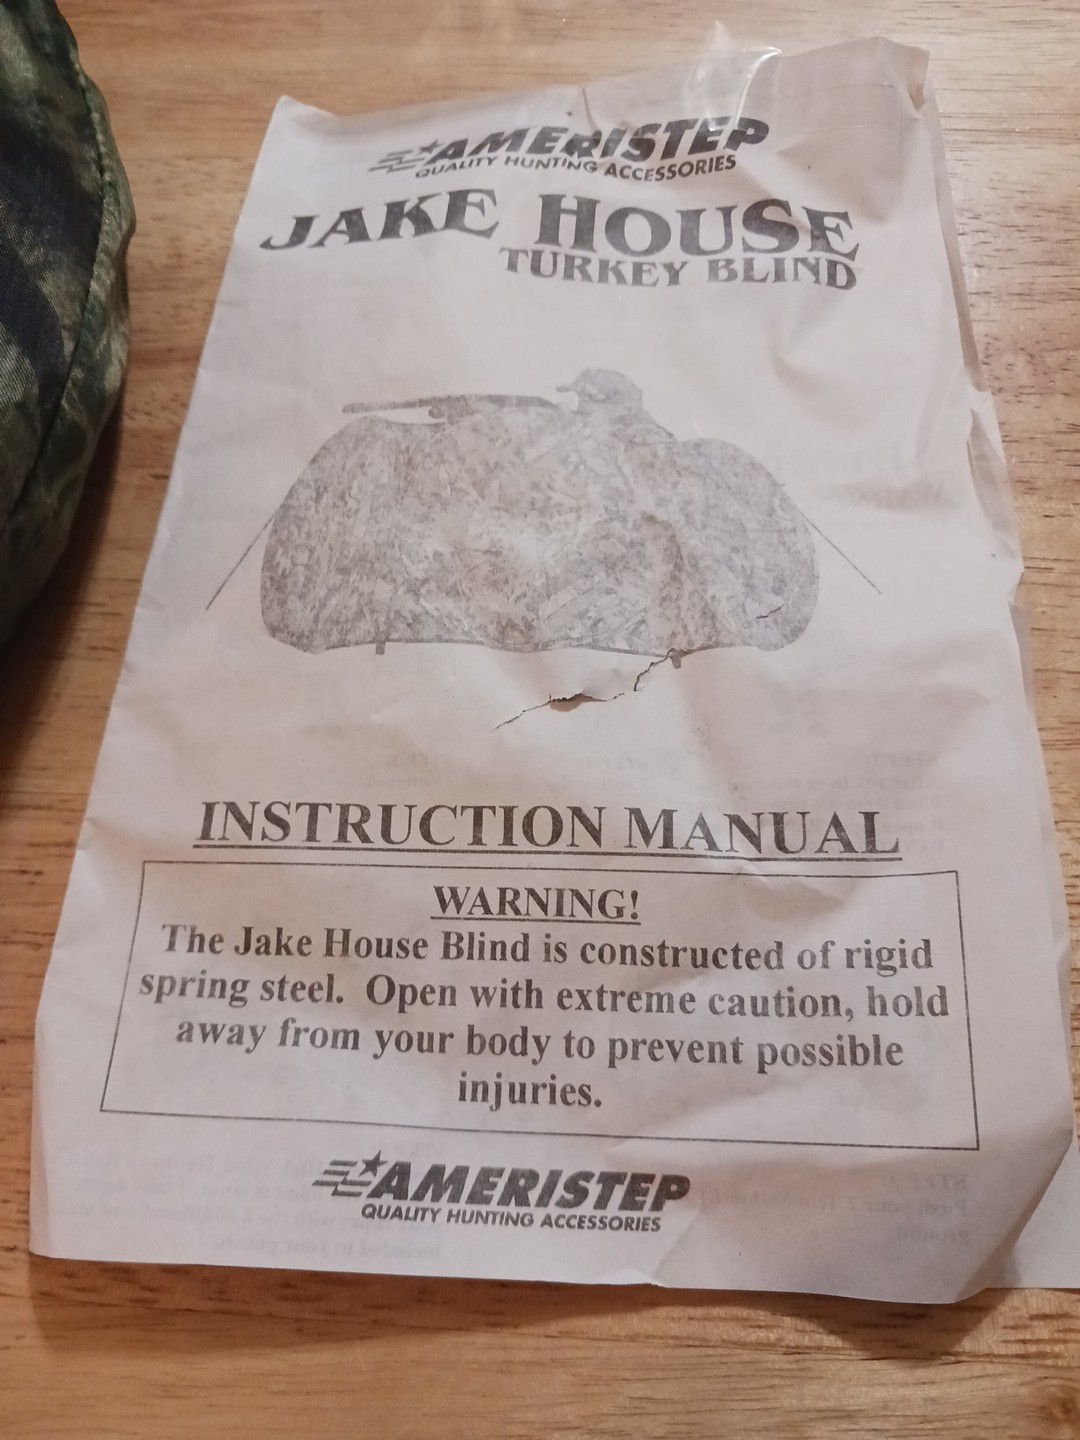 AMERISTEP
QUALITY HUNTING ACCESSORIES
JAKE HOUSE
TURKEY BLIND
INSTRUCTION MANUAL
WARNING!
The Jake House Blind is constructed of rigid
spring steel. Open with extreme caution, hold
away from your body to prevent possible
injuries.
AMERISTEP
QUALITY HUNTING ACCESSORIES